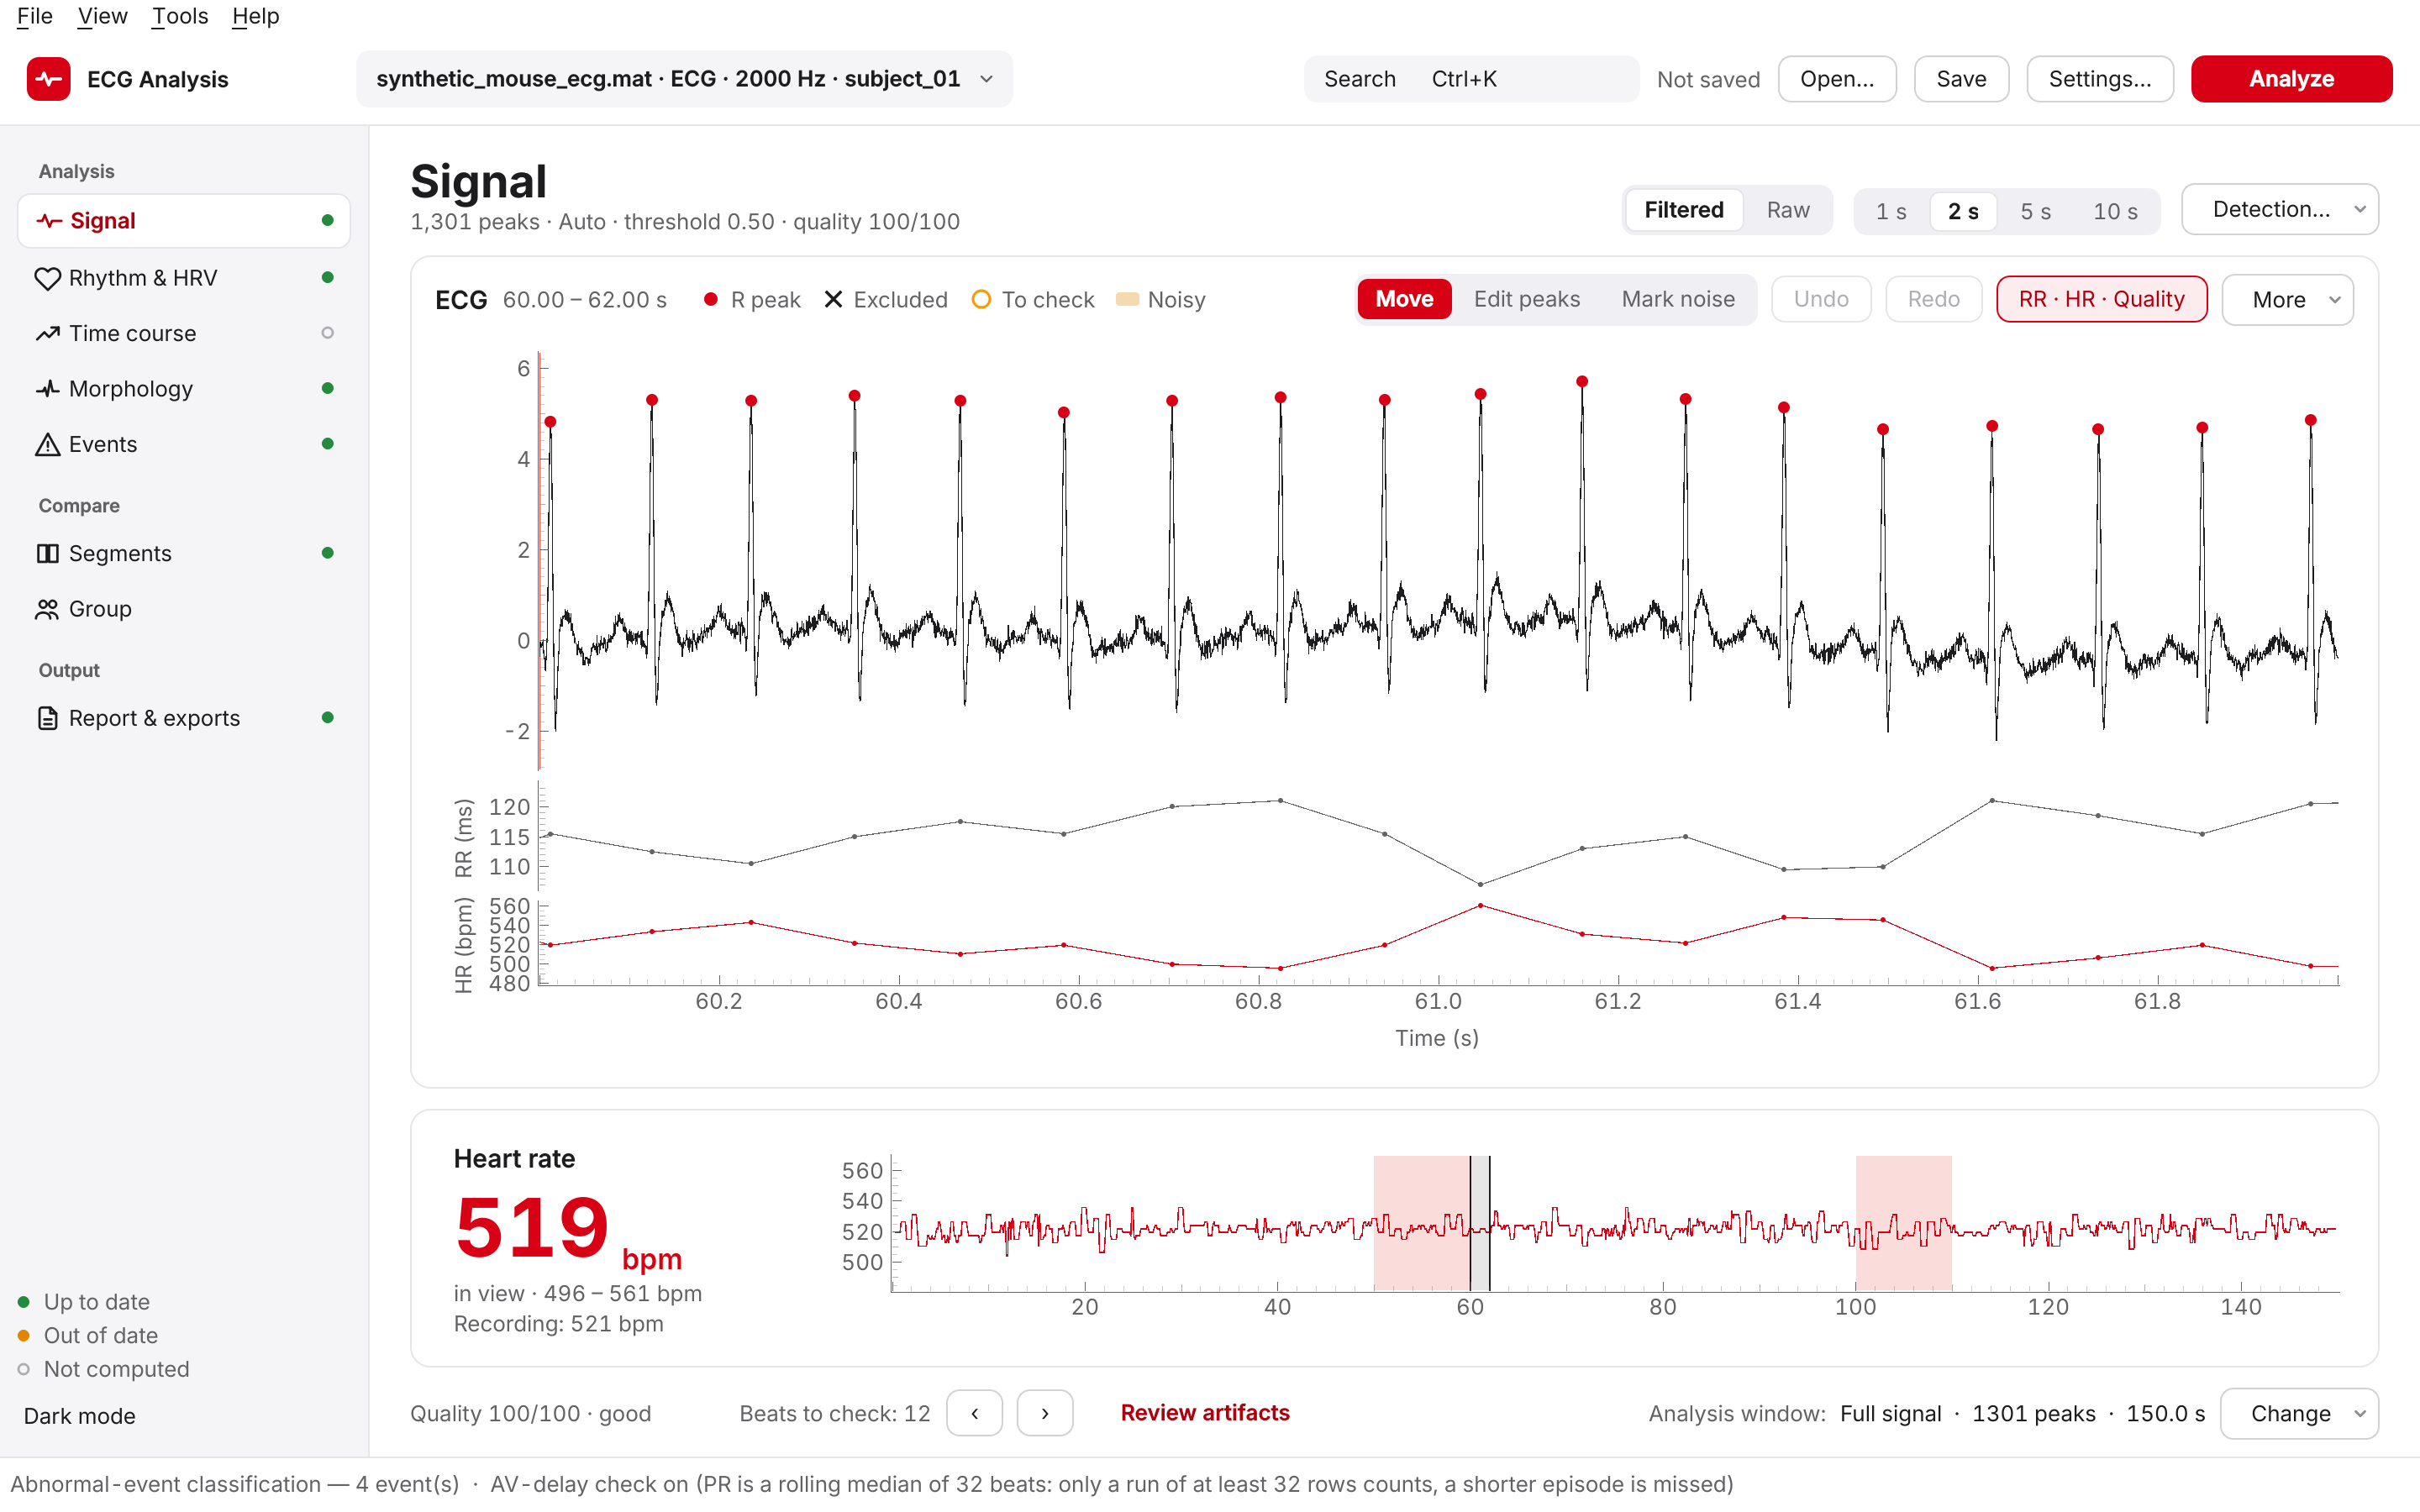 File View Tools Help
ECG Analysis
synthetic_mouse_ecg.mat · ECG · 2000 Hz · subject_01
Search Ctrl+K
Not saved
Open...
Save
Settings...
Analyze
Analysis
Signal
Rhythm & HRV
Time course
Morphology
Events
Compare
Segments
Group
Output
Report & exports
Up to date
Out of date
Not computed
Dark mode
Signal
1,301 peaks · Auto · threshold 0.50 · quality 100/100
Filtered Raw
1 s 2 s 5 s 10 s
Detection...
ECG 60.00 – 62.00 s R peak Excluded To check Noisy
Move Edit peaks Mark noise
Undo
Redo
RR · HR · Quality
More
6
4
2
0
-2
RR (ms)
120
115
110
HR (bpm)
560
540
520
500
480
60.2 60.4 60.6 60.8 61.0 61.2 61.4 61.6 61.8
Time (s)
Heart rate
519 bpm
in view · 496 – 561 bpm
Recording: 521 bpm
560
540
520
500
20 40 60 80 100 120 140
Quality 100/100 · good
Beats to check: 12 ‹ ›
Review artifacts
Analysis window: Full signal · 1301 peaks · 150.0 s
Change
Abnormal-event classification — 4 event(s) · AV-delay check on (PR is a rolling median of 32 beats: only a run of at least 32 rows counts, a shorter episode is missed)